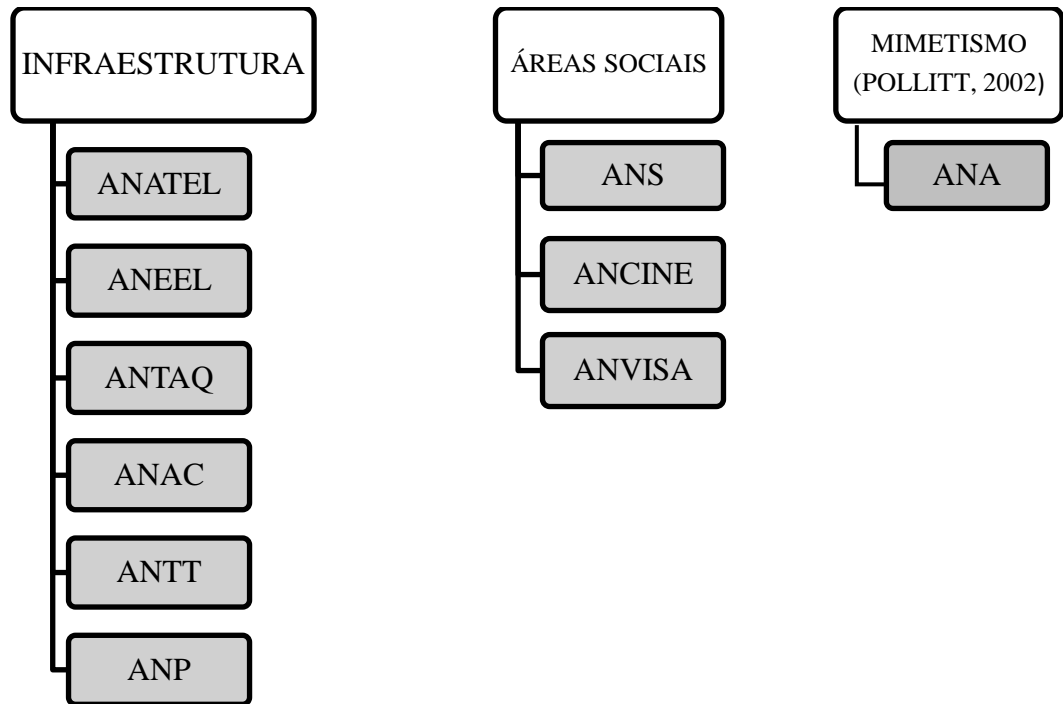 INFRAESTRUTURA
ANATEL
ANEEL
ANTAQ
ANAC
ANTT
ANP
ÁREAS SOCIAIS
ANS
ANCINE
ANVISA
MIMETISMO
(POLLITT, 2002)
ANA